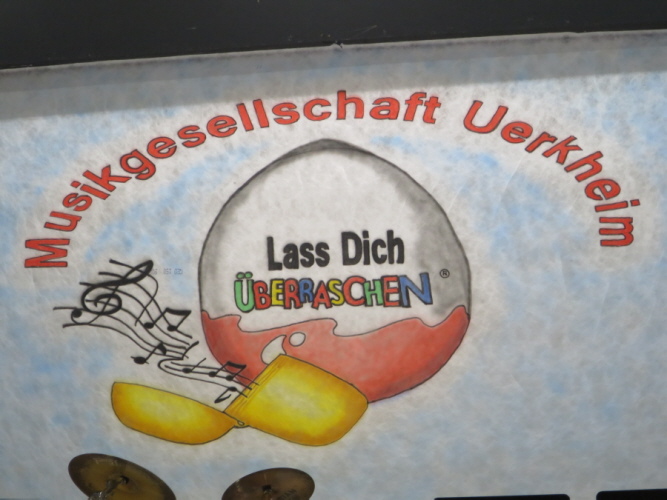 Musikgesellschaft Uerkheim
Lass Dich
ÜBERRASCHEN ®